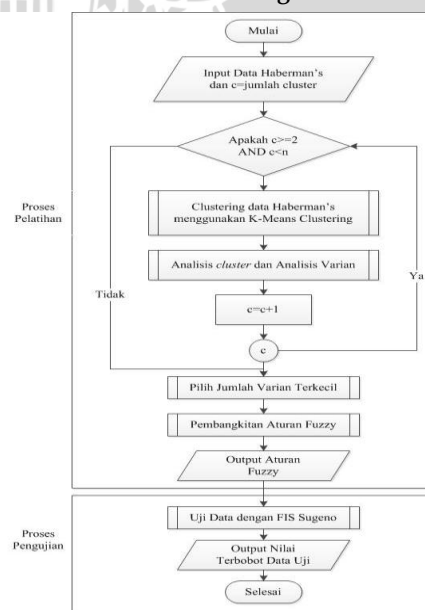 Mulai
Input Data Haberman's
dan c=jumlah cluster
Apakah c>=2
AND c<n
Proses
Pelatihan
Clustering data Haberman's
menggunakan K-Means Clustering
Analisis cluster dan Analisis Varian
Ya
Tidak
c=c+1
c
Pilih Jumlah Varian Terkecil
Pembangkitan Aturan Fuzzy
Output Aturan
Fuzzy
Proses
Pengujian
Uji Data dengan FIS Sugeno
Output Nilai
Terbobot Data Uji
Selesai